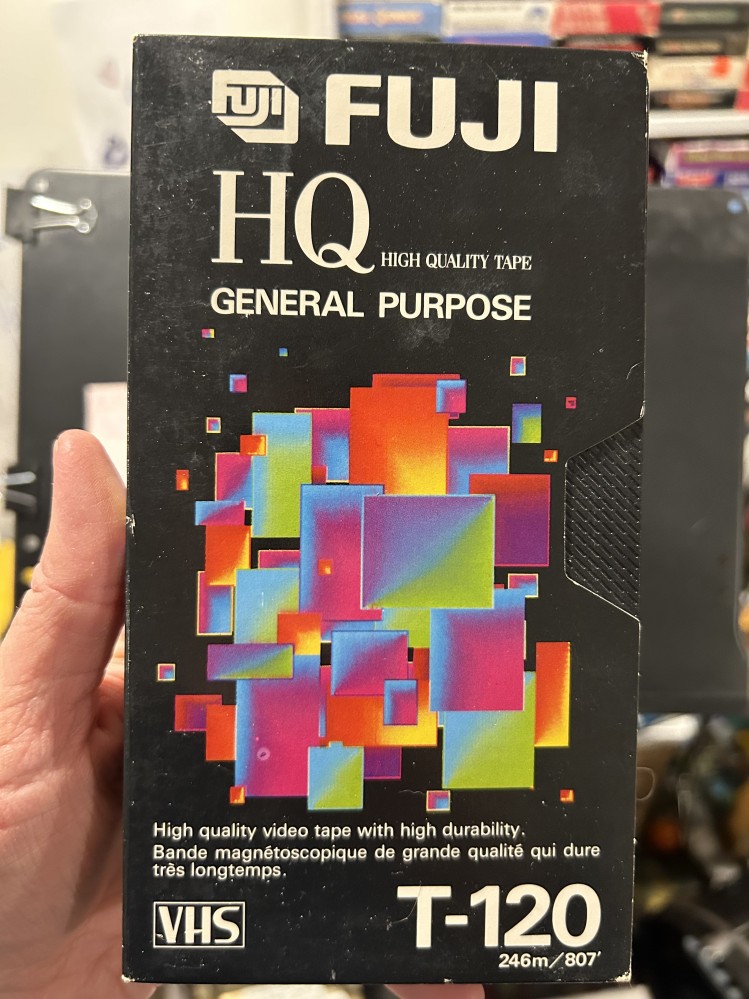 FUJI FUJI
HQ HIGH QUALITY TAPE
GENERAL PURPOSE
High quality video tape with high durability.
Bande magnétoscopique de grande qualité qui dure
très longtemps.
VHS
T-120
246m/807'